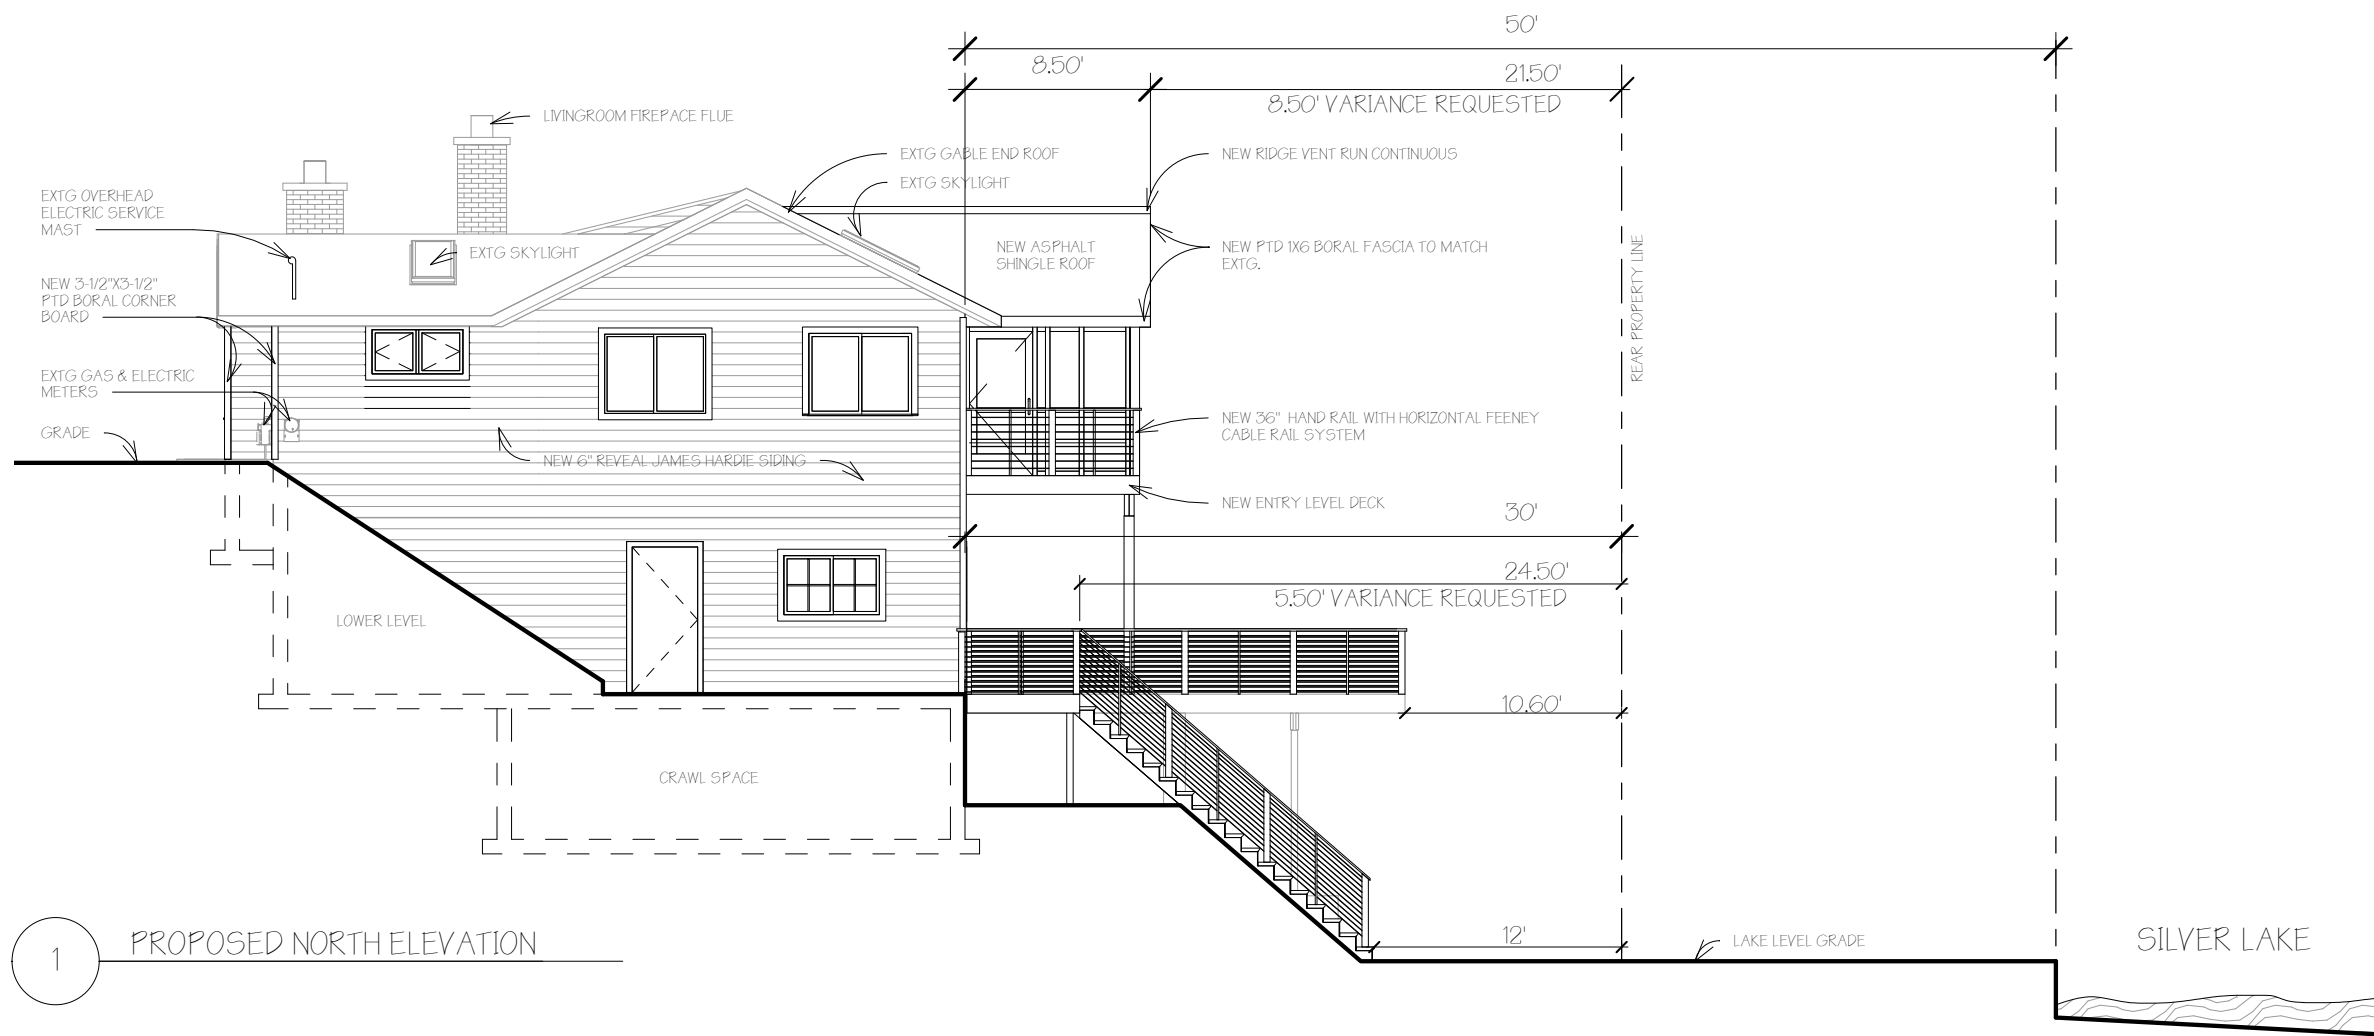 50'
8.50'
21.50'
8.50' VARIANCE REQUESTED
LIVINGROOM FIREPACE FLUE
EXTG GABLE END ROOF
NEW RIDGE VENT RUN CONTINUOUS
EXTG SKYLIGHT
EXTG OVERHEAD
ELECTRIC SERVICE
MAST
EXTG SKYLIGHT
NEW ASPHALT
SHINGLE ROOF
NEW PTD 1X6 BORAL FASCIA TO MATCH
EXTG.
REAR PROPERTY LINE
NEW 3-1/2"X3-1/2"
PTD BORAL CORNER
BOARD
EXTG GAS & ELECTRIC
METERS
GRADE
NEW 6" REVEAL JAMES HARDIE SIDING
NEW 36" HAND RAIL WITH HORIZONTAL FEENEY
CABLE RAIL SYSTEM
NEW ENTRY LEVEL DECK
30'
24.50'
5.50' VARIANCE REQUESTED
LOWER LEVEL
10.60'
CRAWL SPACE
12'
LAKE LEVEL GRADE
SILVER LAKE
1
PROPOSED NORTH ELEVATION